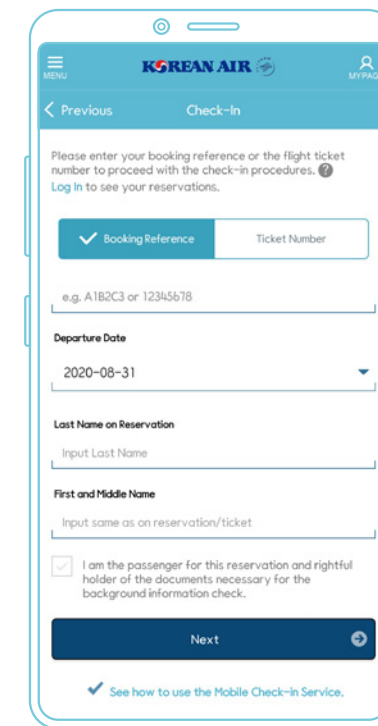 KOREAN AIR
MENU
MYPAG
Previous
Check-In
Please enter your booking reference or the flight ticket
number to proceed with the check-in procedures. ?
Log In to see your reservations.
Booking Reference
Ticket Number
e.g. A1B2C3 or 12345678
Departure Date
2020-08-31
Last Name on Reservation
Input Last Name
First and Middle Name
Input same as on reservation/ticket
I am the passenger for this reservation and rightful
holder of the documents necessary for the
background information check.
Next
See how to use the Mobile Check-in Service.